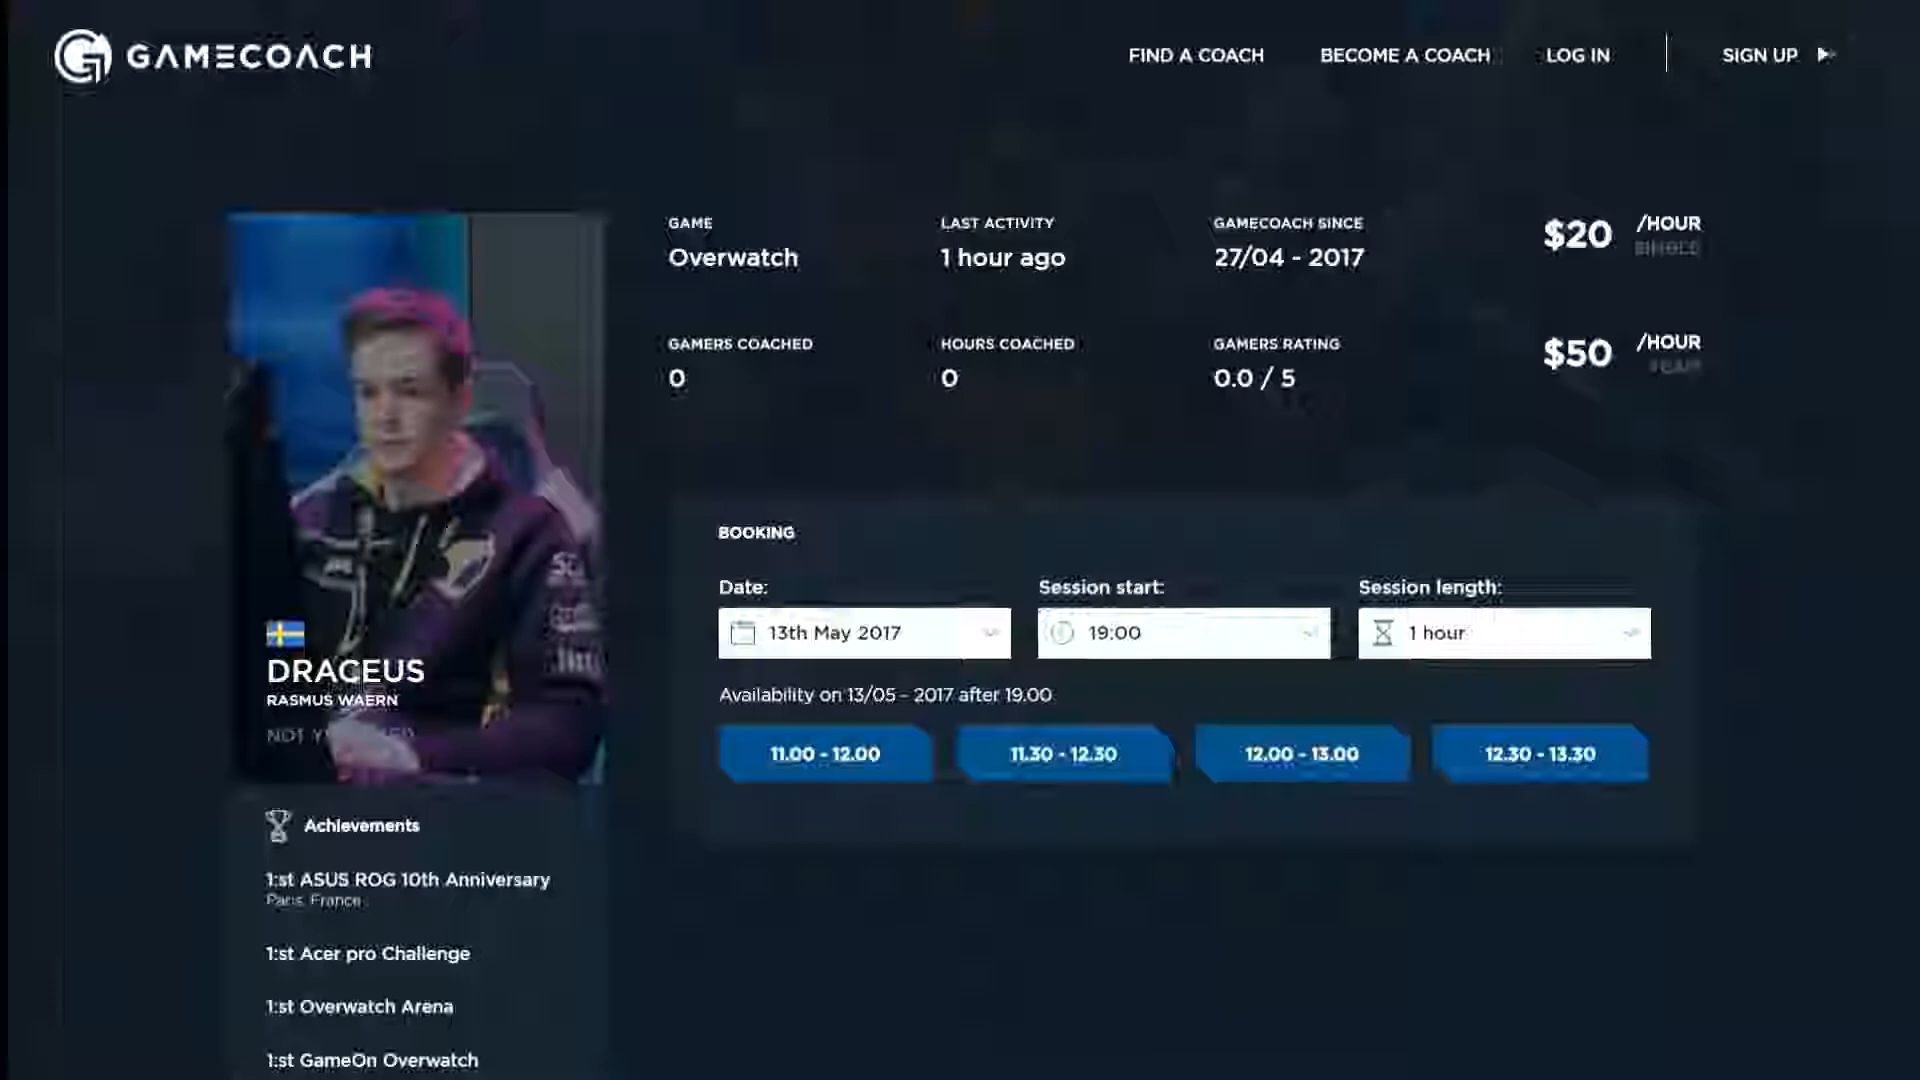 GAMECOACH
FIND A COACH
BECOME A COACH
LOG IN
SIGN UP
GAME
Overwatch
LAST ACTIVITY
1 hour ago
GAMECOACH SINCE
27/04 - 2017
$20 /HOUR
SINGLE
GAMERS COACHED
0
HOURS COACHED
0
GAMERS RATING
0.0 / 5
$50 /HOUR
TEAM
BOOKING
Date:
13th May 2017
Session start:
19:00
Session length:
1 hour
Availability on 13/05 - 2017 after 19.00
11.00 - 12.00
11.30 - 12.30
12.00 - 13.00
12.30 - 13.30
DRACEUS
RASMUS WAERN
NOT
Achievements
1:st ASUS ROG 10th Anniversary
Paris, France
1:st Acer pro Challenge
1:st Overwatch Arena
1:st GameOn Overwatch